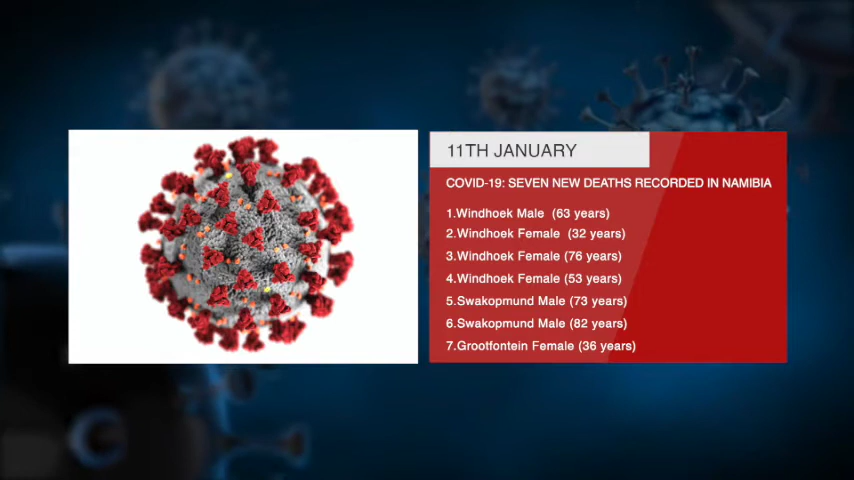 11TH JANUARY
COVID-19: SEVEN NEW DEATHS RECORDED IN NAMIBIA
1.Windhoek Male (63 years)
2.Windhoek Female (32 years)
3.Windhoek Female (76 years)
4.Windhoek Female (53 years)
5.Swakopmund Male (73 years)
6.Swakopmund Male (82 years)
7.Grootfontein Female (36 years)